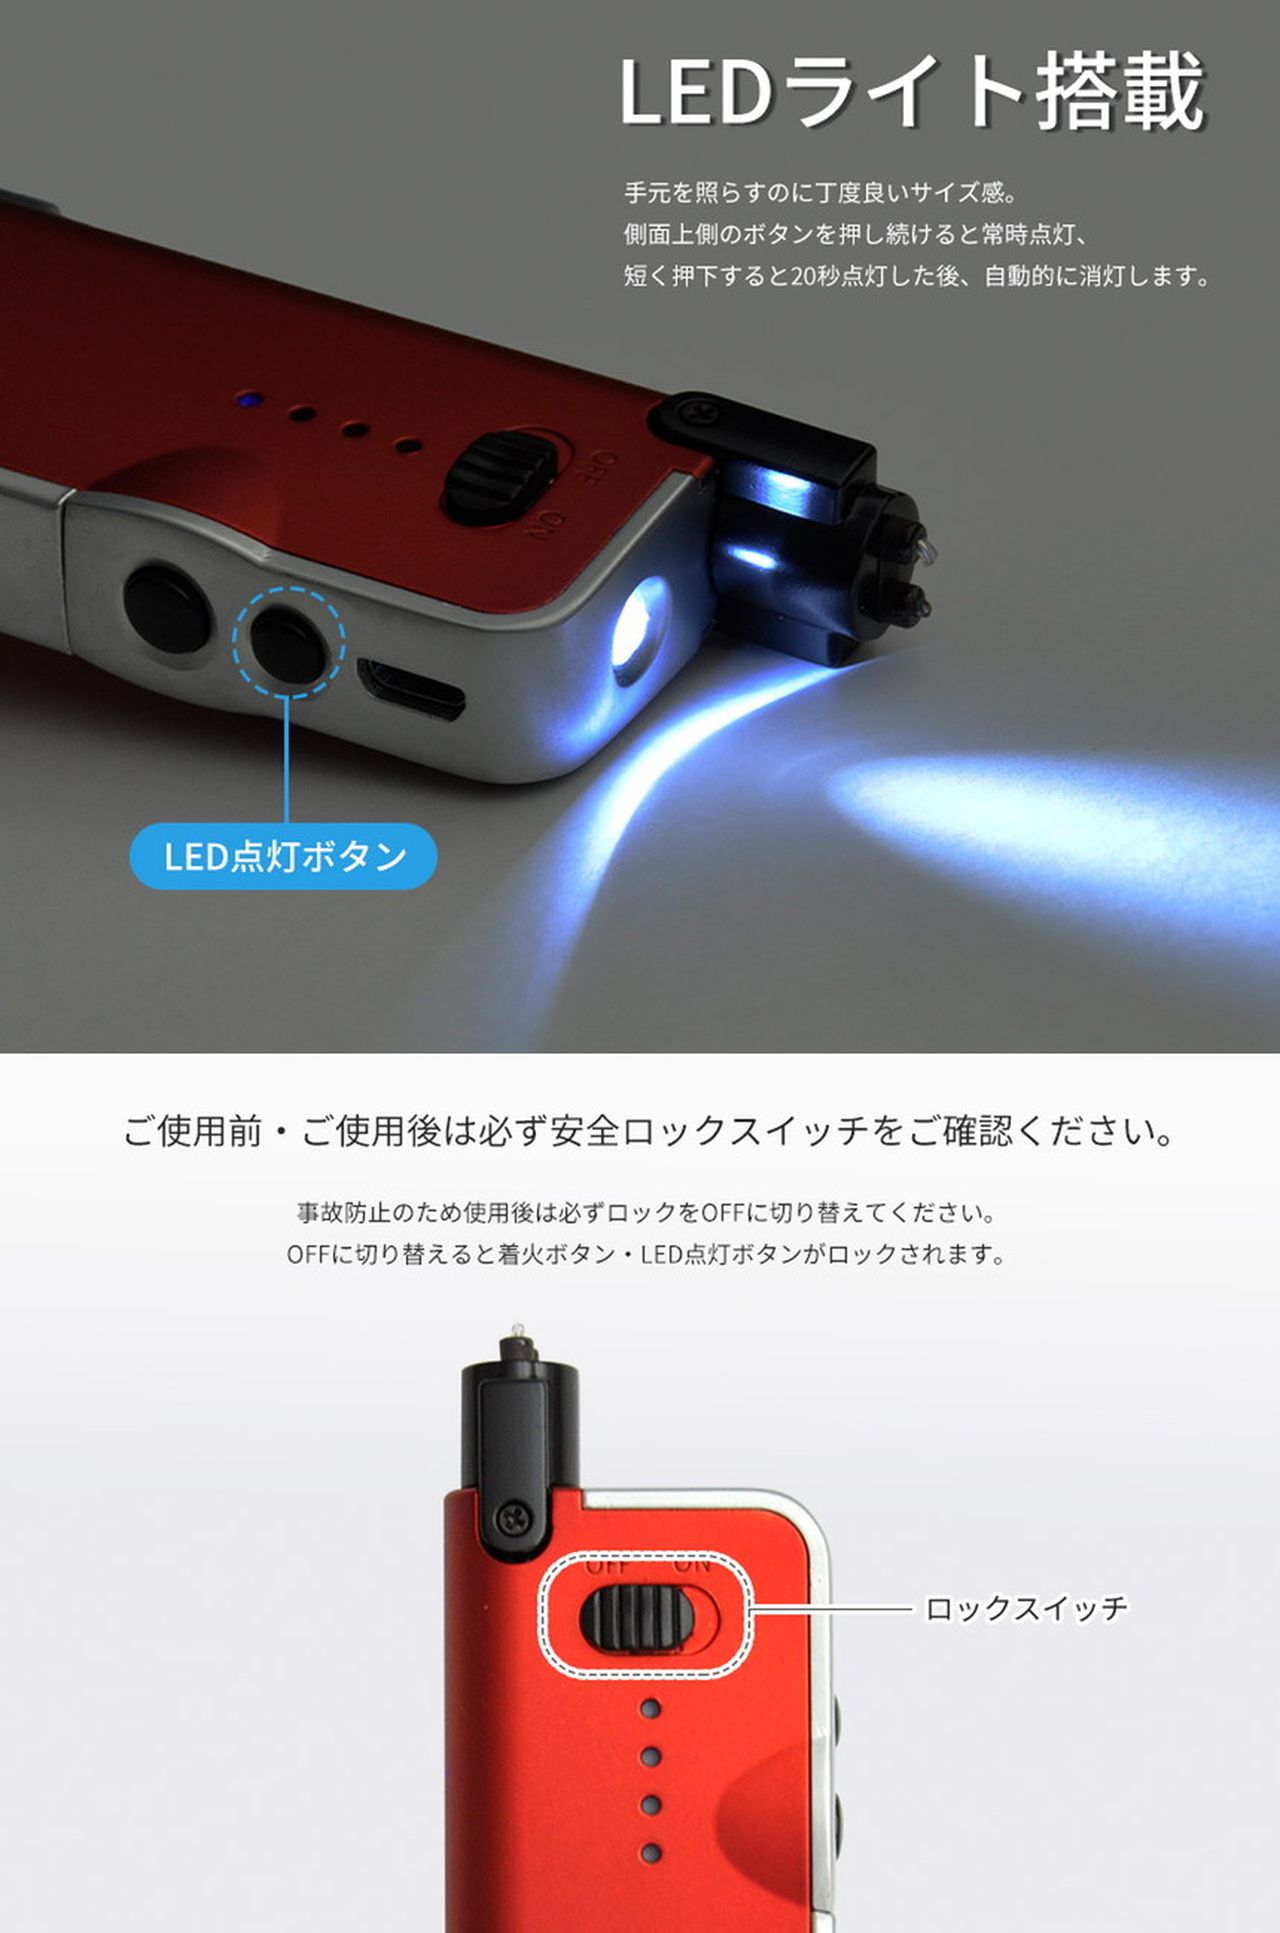 LEDライト搭載
手元を照らすのに丁度良いサイズ感。
側面上側のボタンを押し続けると常時点灯、
短く押下すると20秒点灯した後、自動的に消灯します。
OFF
ON
LED点灯ボタン
ご使用前・ご使用後は必ず安全ロックスイッチをご確認ください。
事故防止のため使用後は必ずロックをOFFに切り替えてください。
OFFに切り替えると着火ボタン・LED点灯ボタンがロックされます。
OFF ON
ロックスイッチ